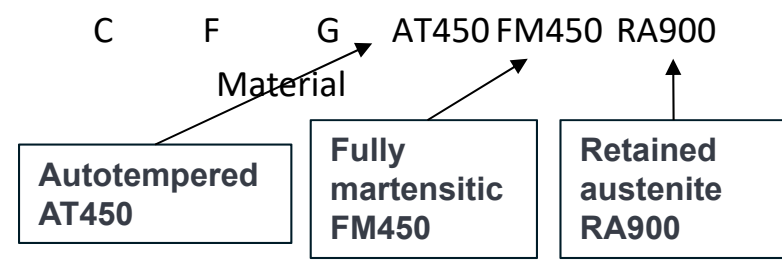 C F G AT450 FM450 RA900
Material
Autotempered
AT450
Fully
martensitic
FM450
Retained
austenite
RA900